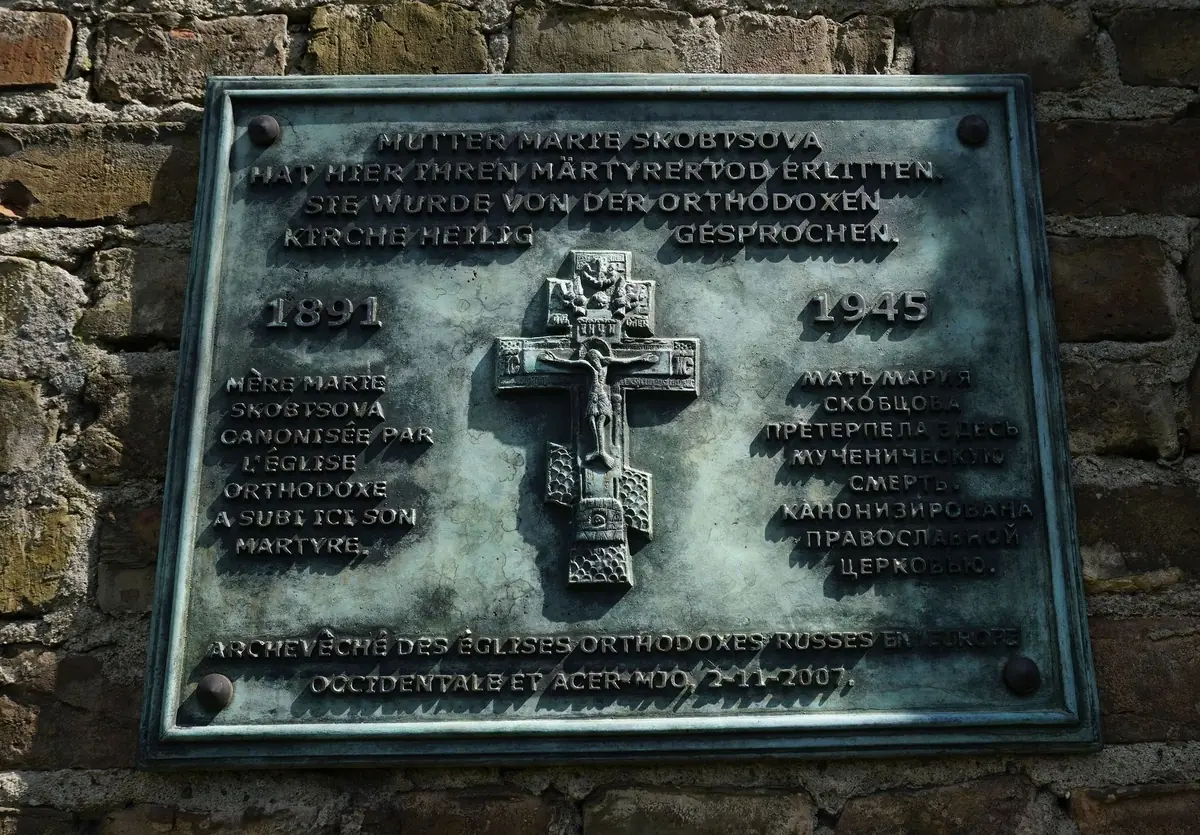 MUTTER MARIE SKOBTSOVA
HAT HIER IHREN MÄRTYRERTOD ERLITTEN.
SIE WURDE VON DER ORTHODOXEN
KIRCHE HEILIG GESPROCHEN.
1891
1945
MÈRE MARIE
SKOBTSOVA
CANONISÉE PAR
L'ÉGLISE
ORTHODOXE
A SUBI ICI SON
MARTYRE.
МАТЬ МАРИЯ
СКОБЦОВА
ПРЕТЕРПЕЛА ЗДЕСЬ
МУЧЕНИЧЕСКУЮ
СМЕРТЬ.
КАНОНИЗИРОВАНА
ПРАВОСЛАВНОЙ
ЦЕРКОВЬЮ.
ARCHEVÊCHÉ DES ÉGLISES ORTHODOXES RUSSES EN EUROPE
OCCIDENTALE ET ACER-MJO, 2-11-2007.